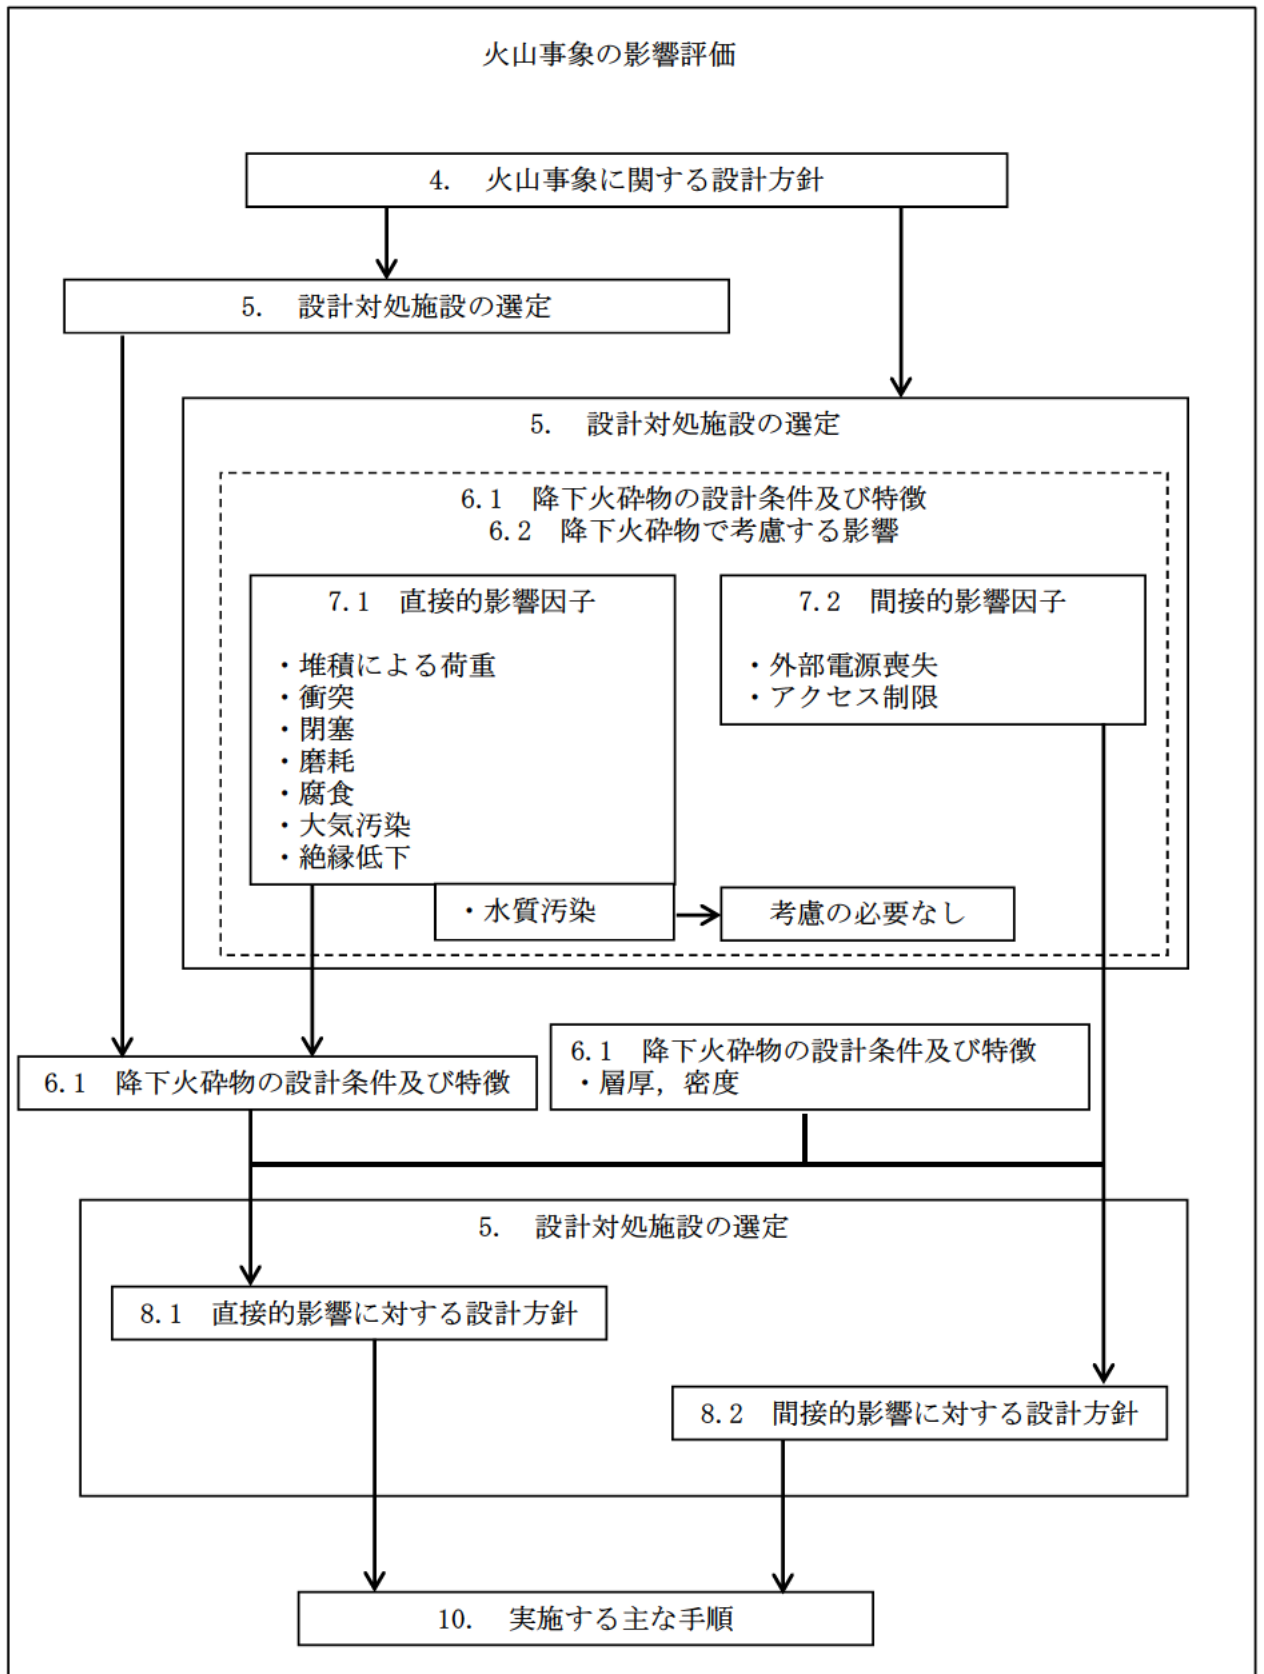 火山事象の影響評価
4.　火山事象に関する設計方針
5.　設計対処施設の選定
5.　設計対処施設の選定
6.1　降下火砕物の設計条件及び特徴
6.2　降下火砕物で考慮する影響
7.1　直接的影響因子
・堆積による荷重
・衝突
・閉塞
・磨耗
・腐食
・大気汚染
・絶縁低下
・水質汚染
7.2　間接的影響因子
・外部電源喪失
・アクセス制限
考慮の必要なし
6.1　降下火砕物の設計条件及び特徴
6.1　降下火砕物の設計条件及び特徴
・層厚，密度
5.　設計対処施設の選定
8.1　直接的影響に対する設計方針
8.2　間接的影響に対する設計方針
10.　実施する主な手順